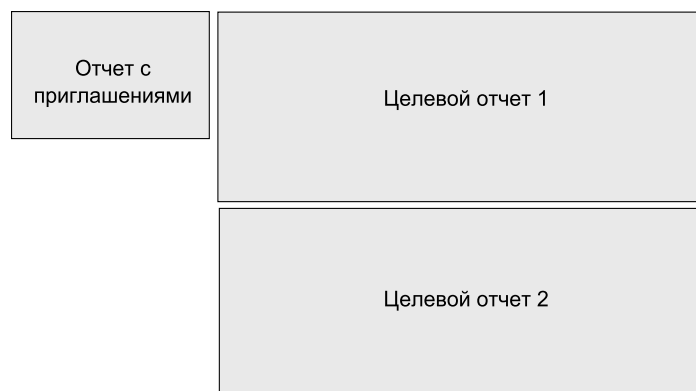 Отчет с
приглашениями
Целевой отчет 1
Целевой отчет 2